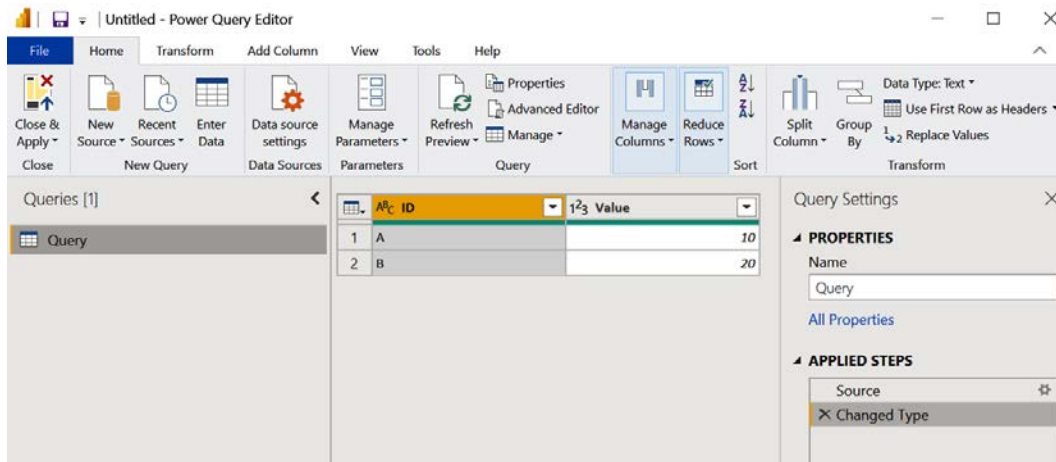 Untitled - Power Query Editor
File Home Transform Add Column View Tools Help
Close & Apply
New Source
Recent Sources
Enter Data
Data source settings
Manage Parameters
Refresh Preview
Properties
Advanced Editor
Manage
Manage Columns
Reduce Rows
Split Column
Group By
Data Type: Text
Use First Row as Headers
Replace Values
Close New Query Data Sources Parameters Query Sort Transform
Queries [1]
Query
ABC ID 123 Value
1 A 10
2 B 20
Query Settings
PROPERTIES
Name
Query
All Properties
APPLIED STEPS
Source
Changed Type